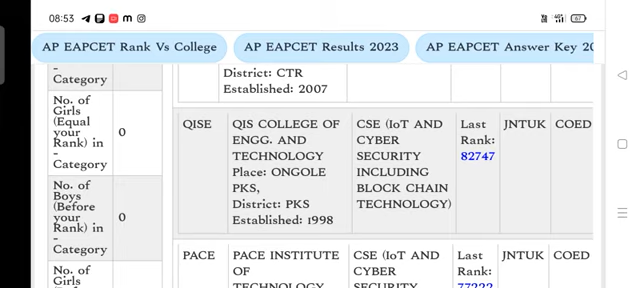 08:53
67
AP EAPCET Rank Vs College
AP EAPCET Results 2023
AP EAPCET Answer Key 20
-
Category
No. of
Girls
(Equal
your
Rank) in
-
Category
0
No. of
Boys
(Before
your
Rank) in
-
Category
0
No. of
Girls
District: CTR
Established: 2007
QISE
QIS COLLEGE OF
ENGG. AND
TECHNOLOGY
Place: ONGOLE
PKS,
District: PKS
Established: 1998
CSE (IoT AND
CYBER
SECURITY
INCLUDING
BLOCK CHAIN
TECHNOLOGY)
Last
Rank:
82747
JNTUK
COED
PACE
PACE INSTITUTE
OF
TECHNOLOGY
CSE (IoT AND
CYBER
SECURITY
Last
Rank:
77222
JNTUK
COED